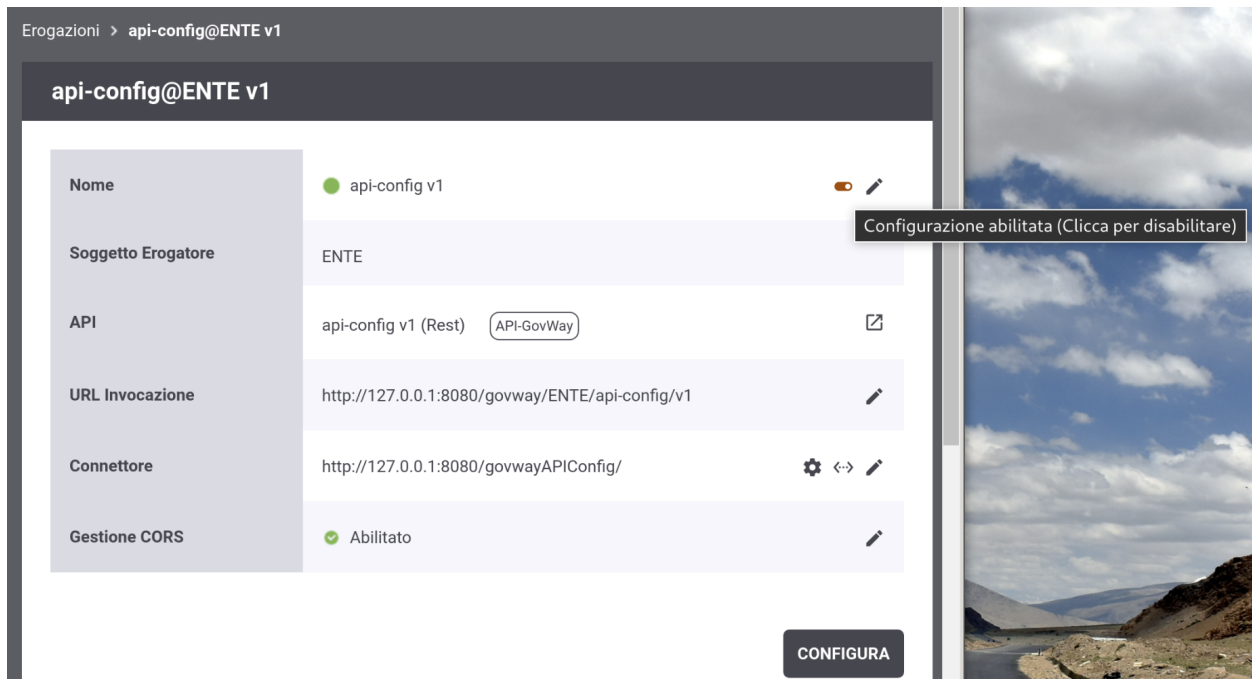 Erogazioni > api-config@ENTE v1
api-config@ENTE v1
Nome api-config v1
Configurazione abilitata (Clicca per disabilitare)
Soggetto Erogatore ENTE
API api-config v1 (Rest) API-GovWay
URL Invocazione http://127.0.0.1:8080/govway/ENTE/api-config/v1
Connettore http://127.0.0.1:8080/govwayAPIConfig/
Gestione CORS Abilitato
CONFIGURA